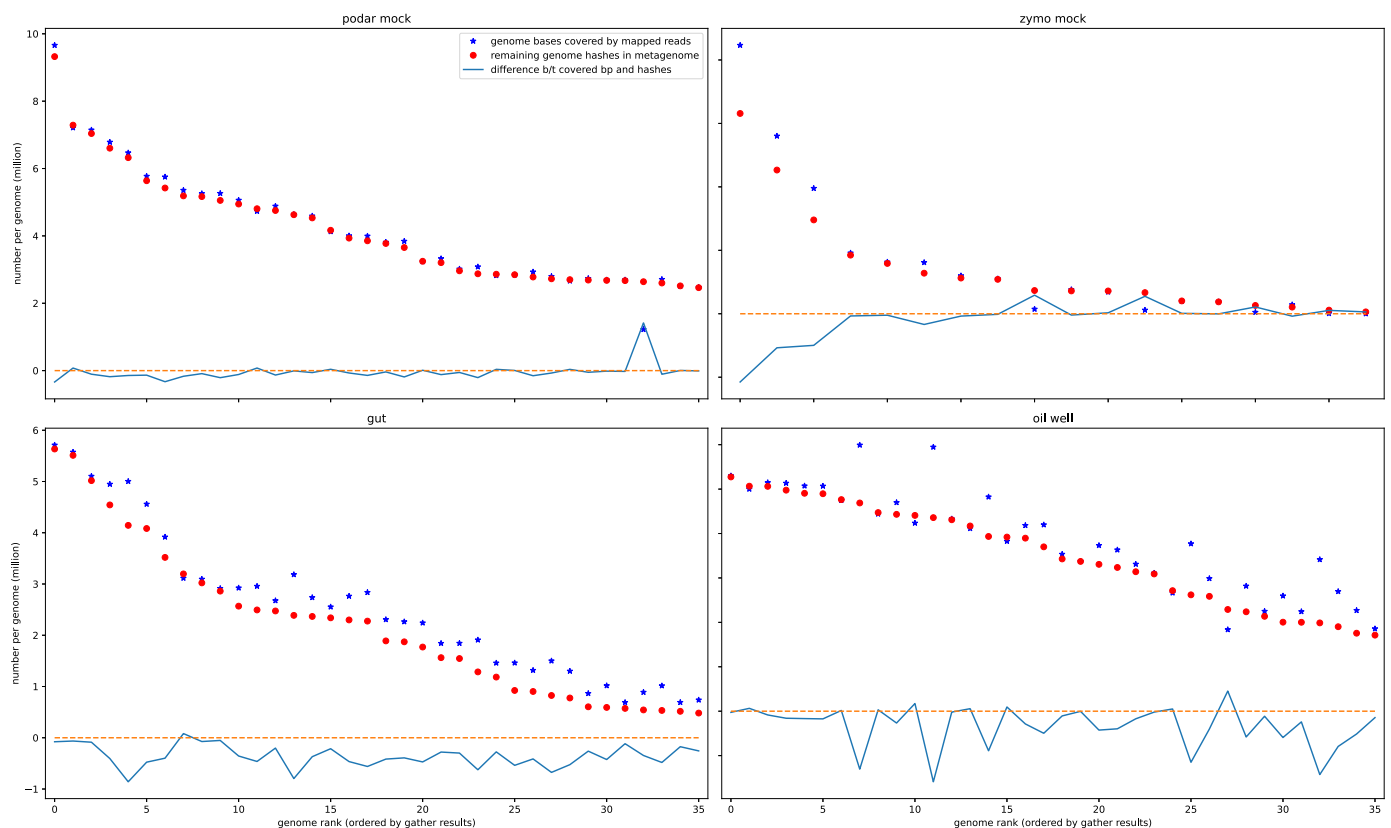 podar mock
zymo mock
10
8
6
4
2
0
number per genome (million)
genome bases covered by mapped reads
remaining genome hashes in metagenome
difference b/t covered bp and hashes
gut
oil well
6
5
4
3
2
1
0
−1
number per genome (million)
0 5 10 15 20 25 30 35
0 5 10 15 20 25 30 35
genome rank (ordered by gather results)
genome rank (ordered by gather results)